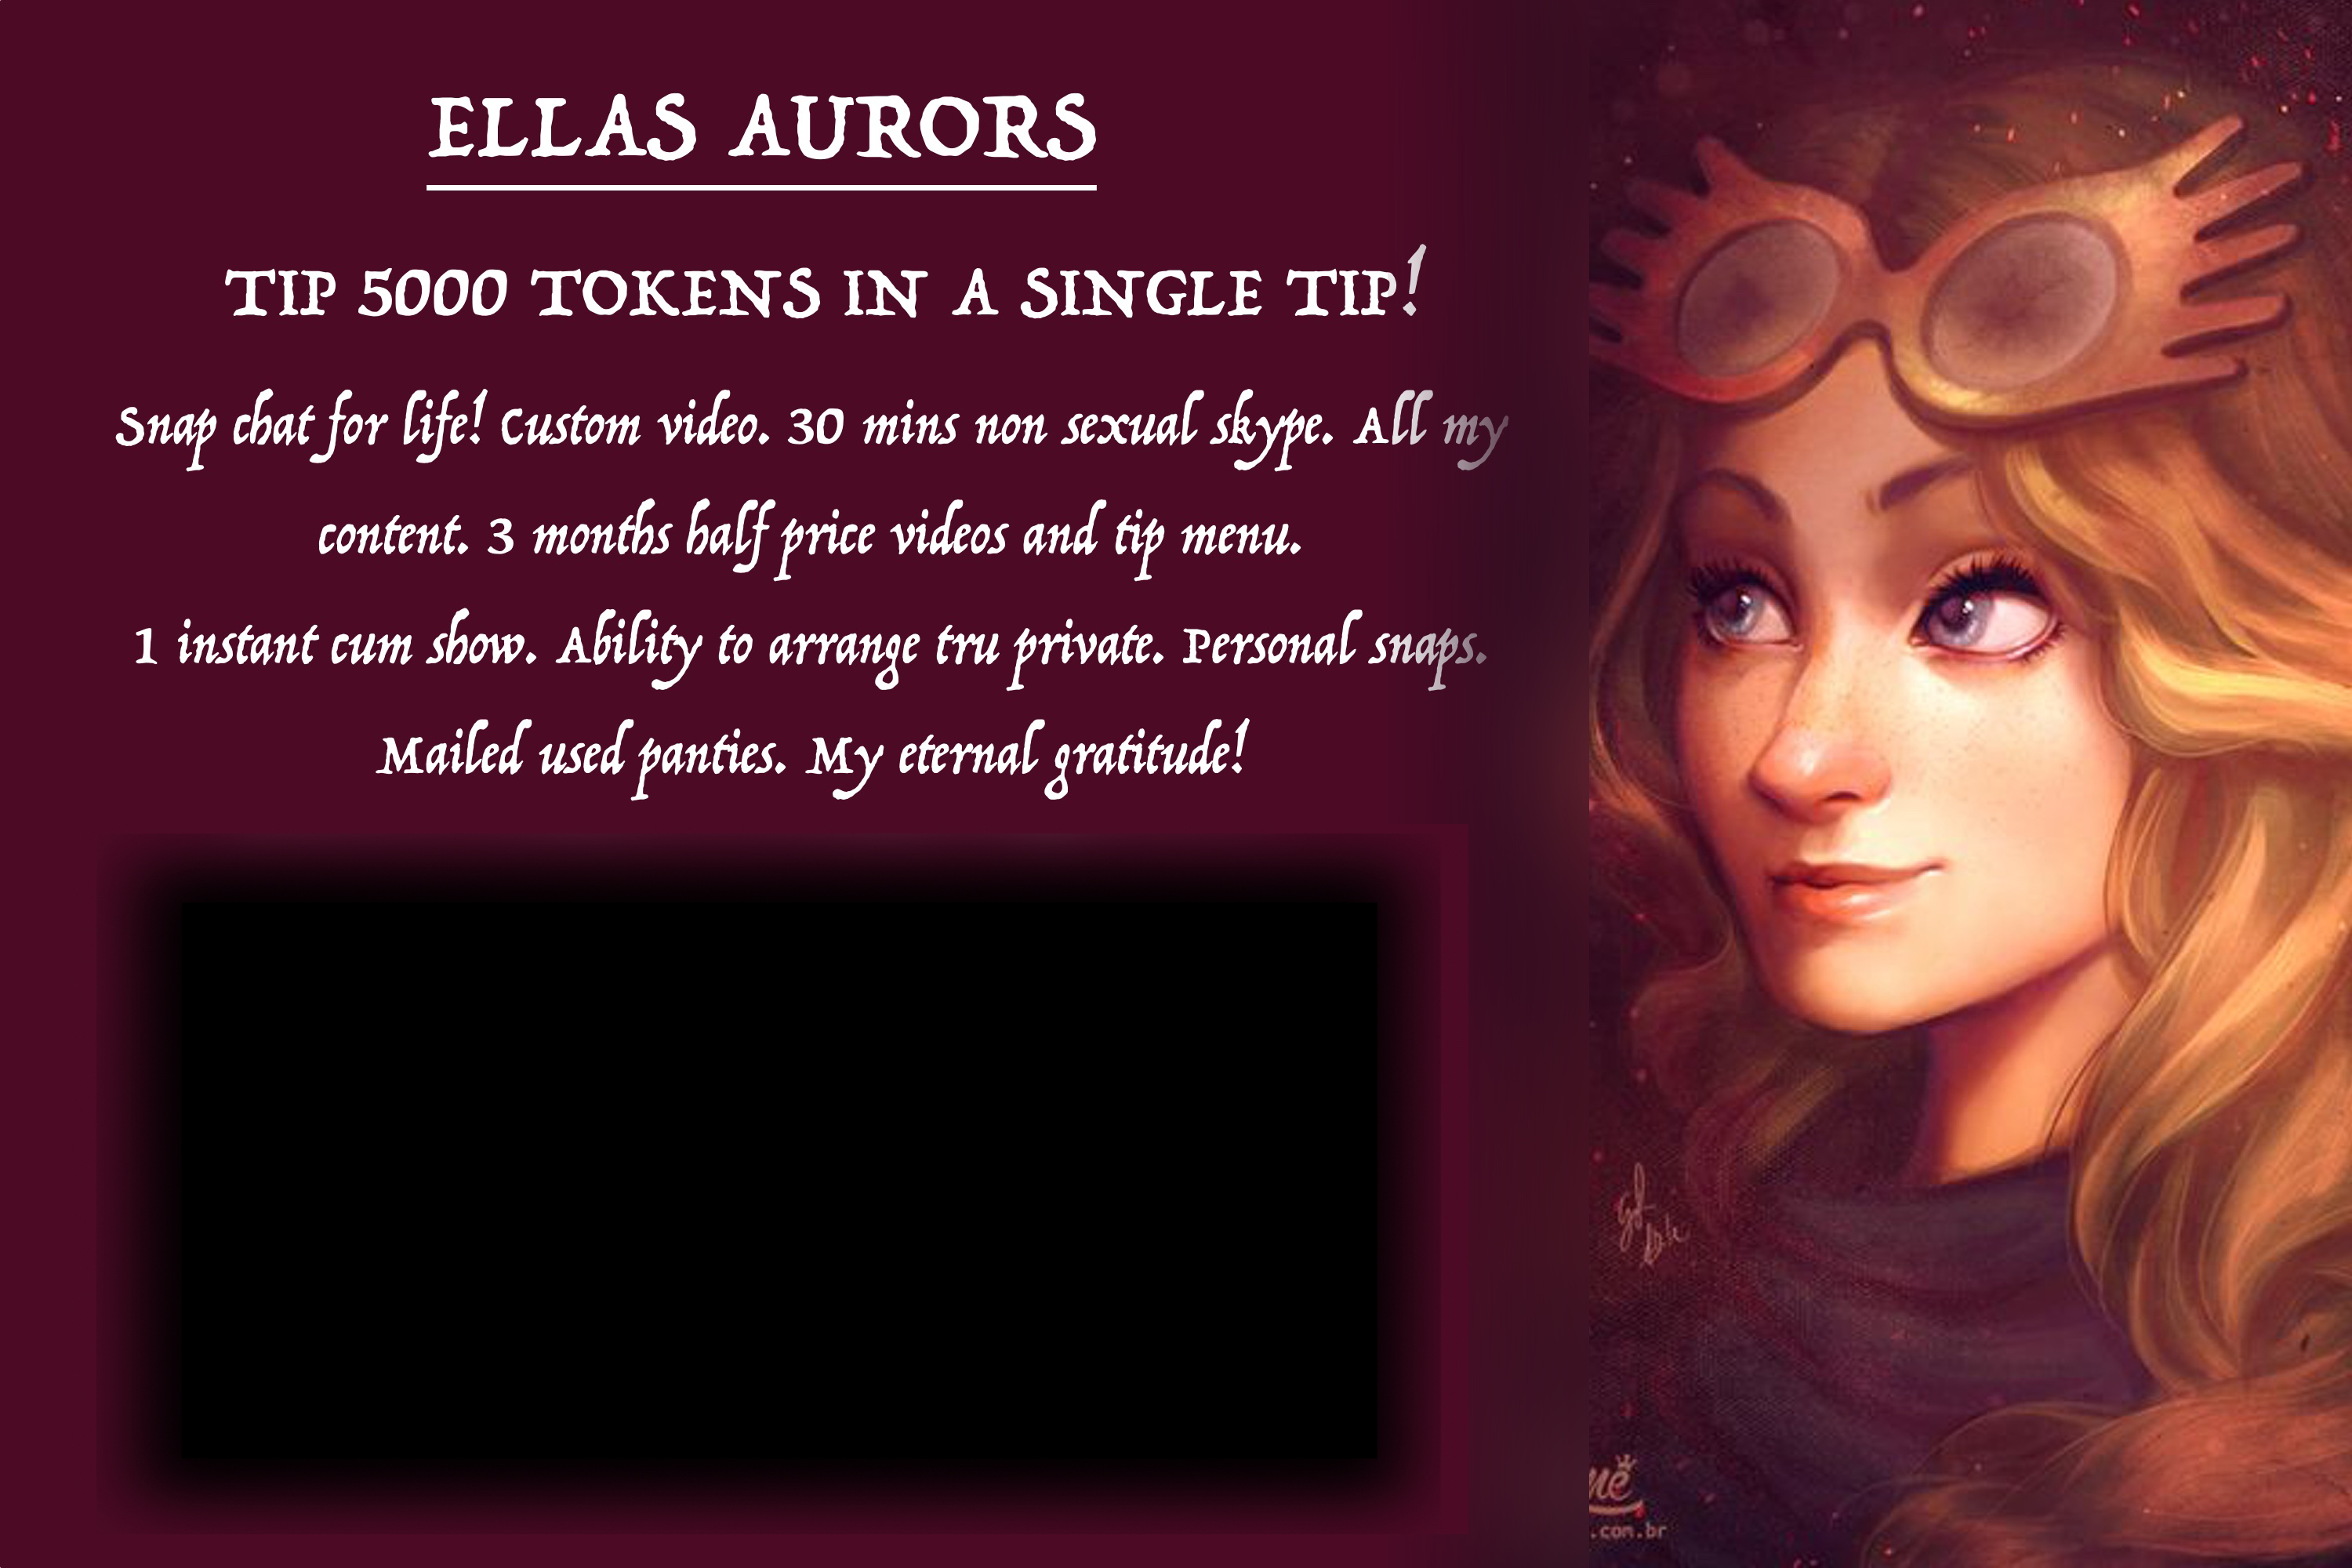 ELLAS AURORS
TIP 5000 TOKENS IN A SINGLE TIP!
Snap chat for life! Custom video. 30 mins non sexual skype. All my
content. 3 months half price videos and tip menu.
1 instant cum show. Ability to arrange tru private. Personal snaps.
Mailed used panties. My eternal gratitude!
.com.br